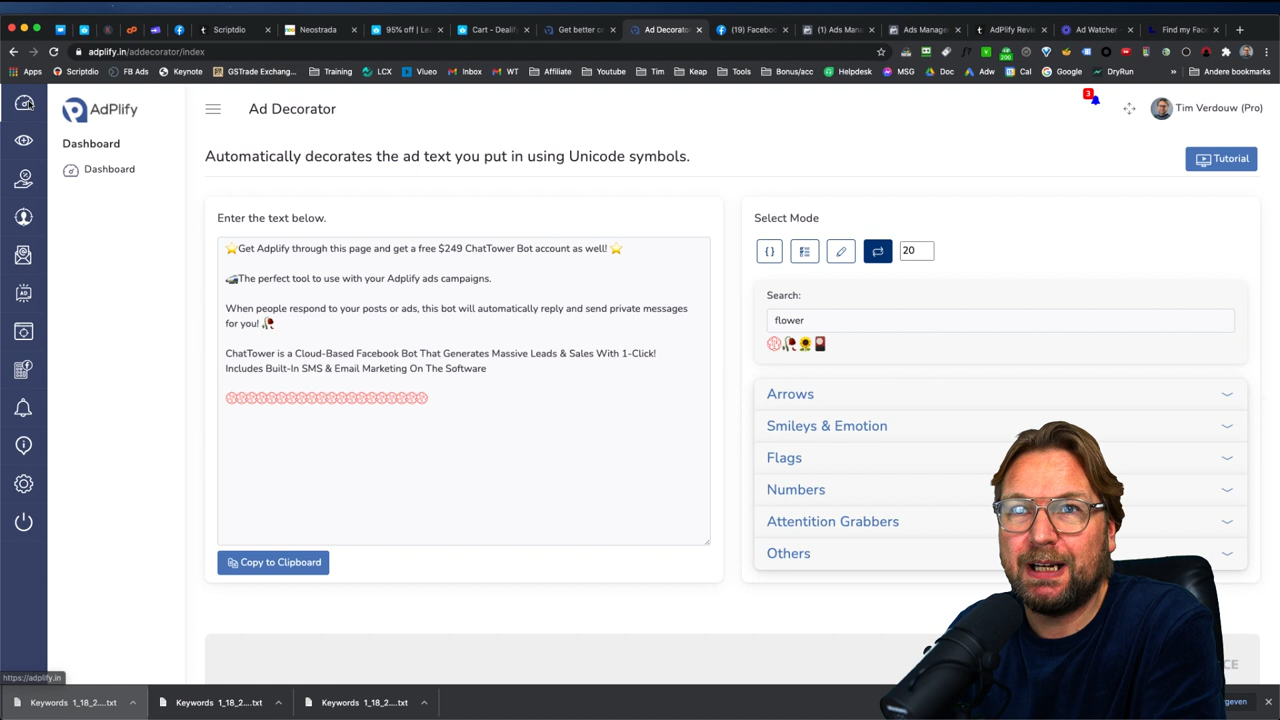 Scriptdio
Neostrada
95% off | Le
Cart - Dealif
Get better c
Ad Decorator
(19) Faceboo
(1) Ads Man
Ads Manage
AdPlify Revi
Ad Watcher
Find my Fac
adplify.in/addecorator/index
Apps
Scriptdio
FB Ads
Keynote
GSTrade Exchang...
Training
LCX
Vlueo
Inbox
WT
Affiliate
Youtube
Tim
Keap
Tools
Bonus/acc
Helpdesk
MSG
Doc
Adw
Cal
Google
DryRun
»
Andere bookmarks
AdPlify
Ad Decorator
3
Tim Verdouw (Pro)
Dashboard
Dashboard
Automatically decorates the ad text you put in using Unicode symbols.
Tutorial
Enter the text below.
⭐Get Adplify through this page and get a free $249 ChatTower Bot account as well! ⭐
The perfect tool to use with your Adplify ads campaigns.
When people respond to your posts or ads, this bot will automatically reply and send private messages
for you! 🥀
ChatTower is a Cloud-Based Facebook Bot That Generates Massive Leads & Sales With 1-Click!
Includes Built-In SMS & Email Marketing On The Software
Copy to Clipboard
Select Mode
20
Search:
flower
Arrows
Smileys & Emotion
Flags
Numbers
Attentition Grabbers
Others
CE
https://adplify.in
Keywords 1_18_2....txt
Keywords 1_18_2....txt
Keywords 1_18_2....txt
geven